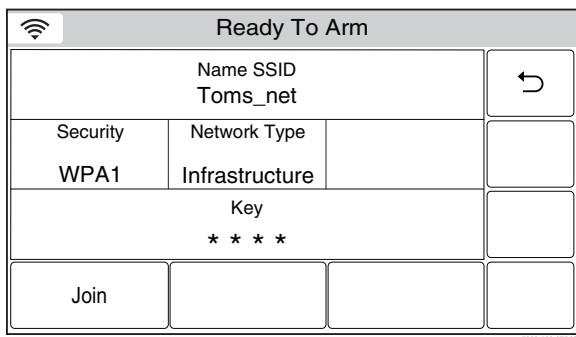 Ready To Arm
Name SSID
Toms_net
Security
Network Type
WPA1
Infrastructure
Key
* * * *
Join